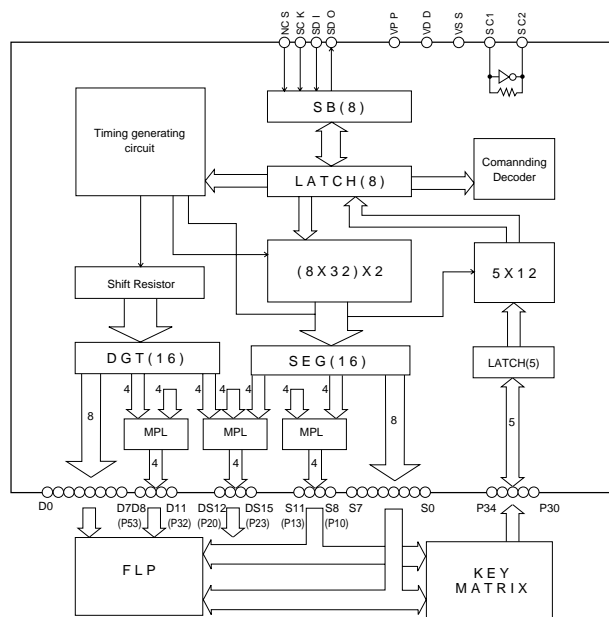 NCS SCK SDI SDO VPP VDD VSS SC1 SC2
SB(8)
Timing generating
circuit
LATCH(8)
Comannding
Decoder
(8X32)X2
5X12
Shift Resistor
DGT(16)
SEG(16)
LATCH(5)
4 4 4 4 4 4
8 8 5
MPL MPL MPL
4 4 4
D0 D7D8 D11 DS12 DS15 S11 S8 S7 S0 P34 P30
(P53) (P32) (P20) (P23) (P13) (P10)
FLP
KEY
MATRIX